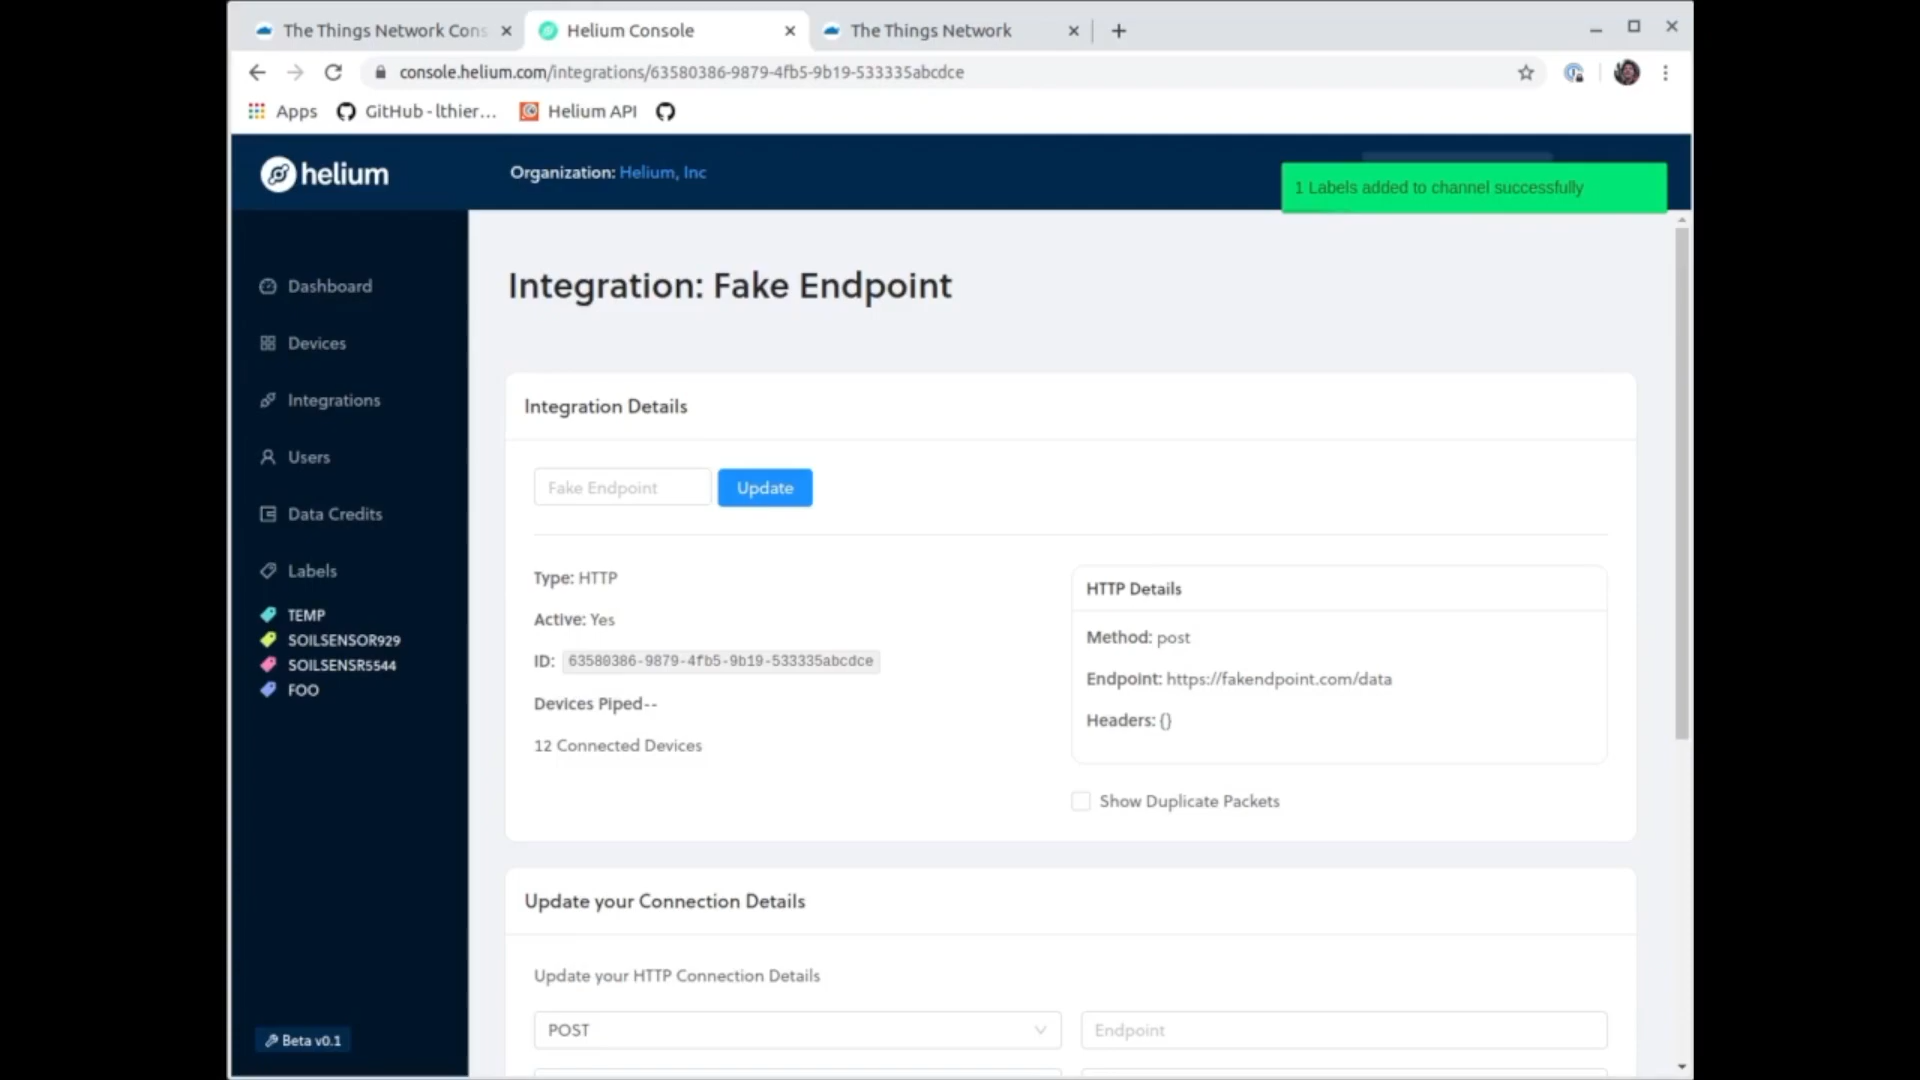 The Things Network Cons
Helium Console
The Things Network
console.helium.com/integrations/63580386-9879-4fb5-9b19-533335abcdce
Apps
GitHub - lthier...
Helium API
helium
Organization: Helium, Inc
1 Labels added to channel successfully
Dashboard
Devices
Integrations
Users
Data Credits
Labels
TEMP
SOILSENSOR929
SOILSENSR5544
FOO
Beta v0.1
Integration: Fake Endpoint
Integration Details
Fake Endpoint
Update
Type: HTTP
Active: Yes
ID: 63580386-9879-4fb5-9b19-533335abcdce
Devices Piped--
12 Connected Devices
HTTP Details
Method: post
Endpoint: https://fakendpoint.com/data
Headers: {}
Show Duplicate Packets
Update your Connection Details
Update your HTTP Connection Details
POST
Endpoint